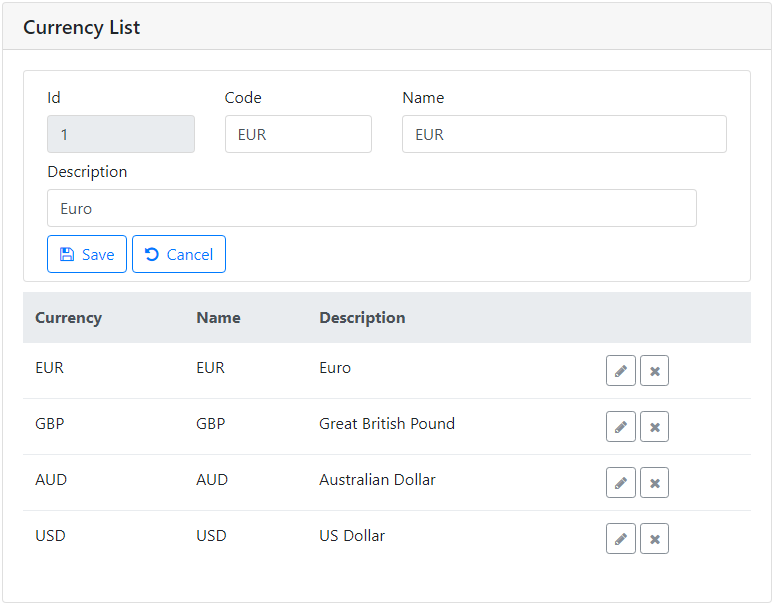 Currency List
Id Code Name
1 EUR EUR
Description
Euro
Save Cancel
Currency Name Description
EUR EUR Euro
GBP GBP Great British Pound
AUD AUD Australian Dollar
USD USD US Dollar